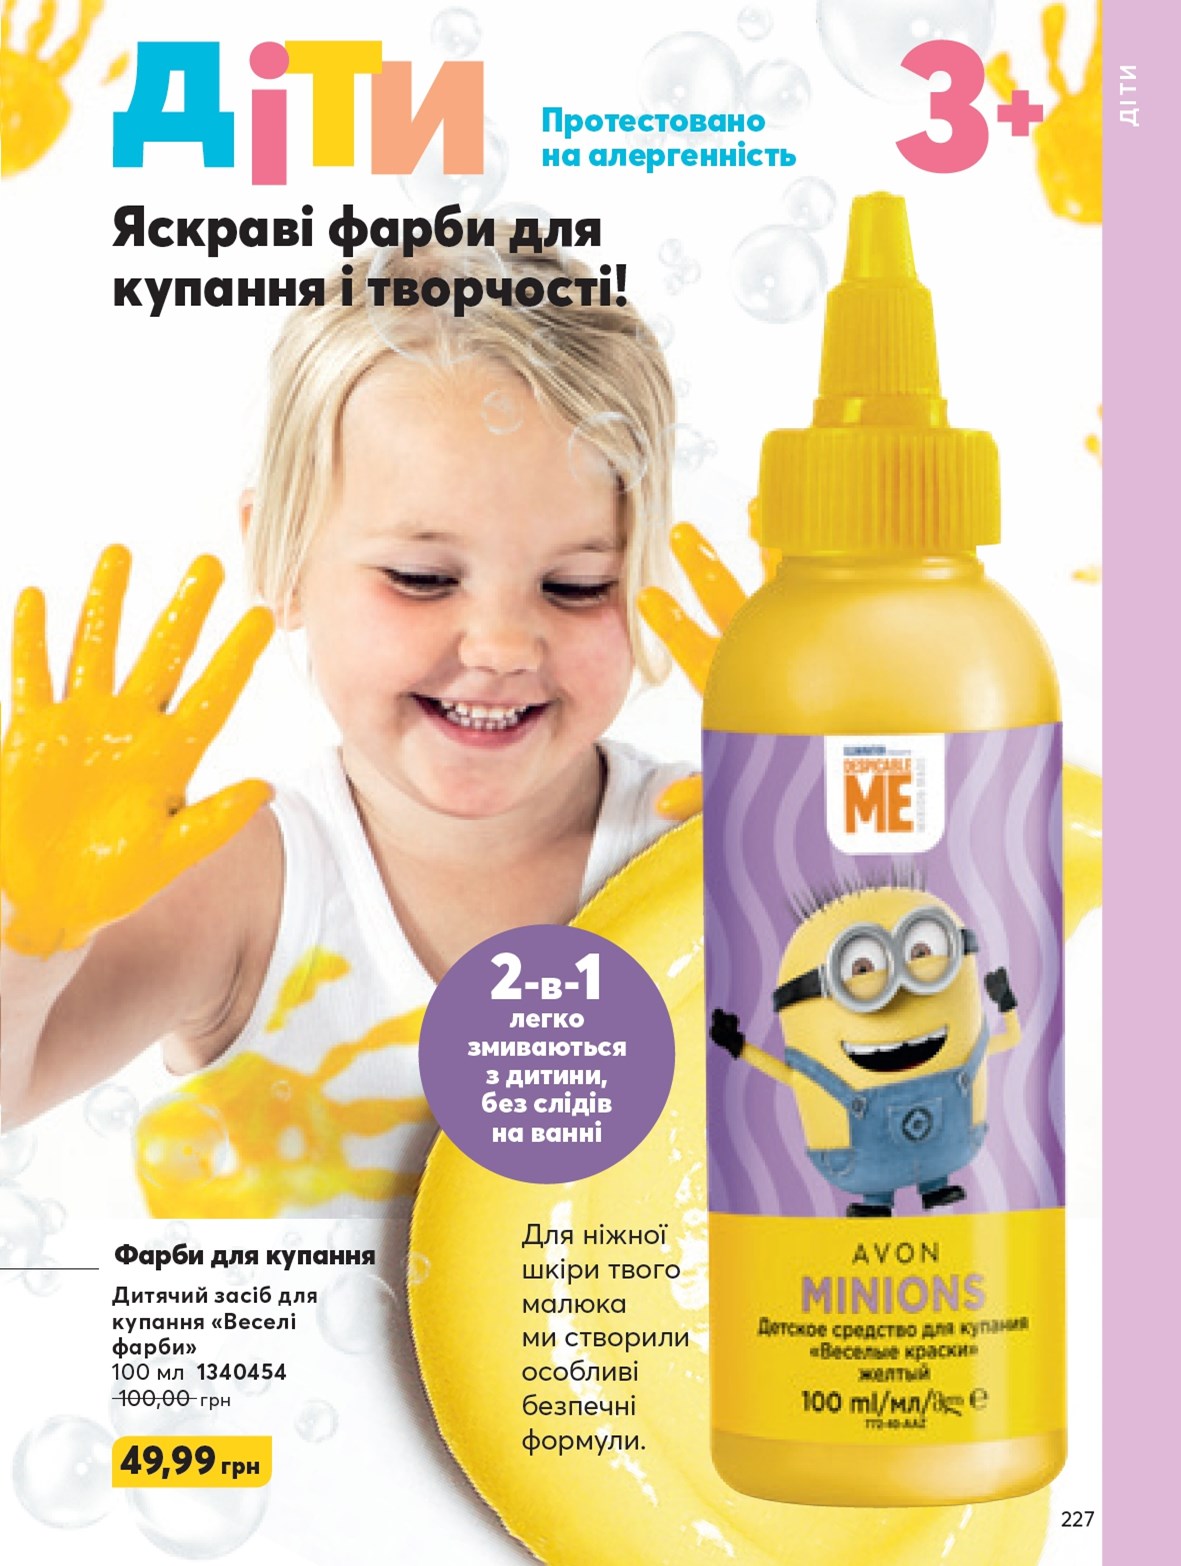 Діти
Протестовано
на алергенність
3+
ДІТИ
Яскраві фарби для
купання і творчості!
2-в-1
легко
змиваються
з дитини,
без слідів
на ванні
DESPICABLE
ME
Для ніжної
шкіри твого
малюка
ми створили
особливі
безпечні
формули.
Фарби для купання
Дитячий засіб для
купання «Веселі
фарби»
100 мл 1340454
100,00 грн
49,99 грн
AVON
MINIONS
Детское средство для купания
«Веселые краски»
желтый
100 ml/мл/
227